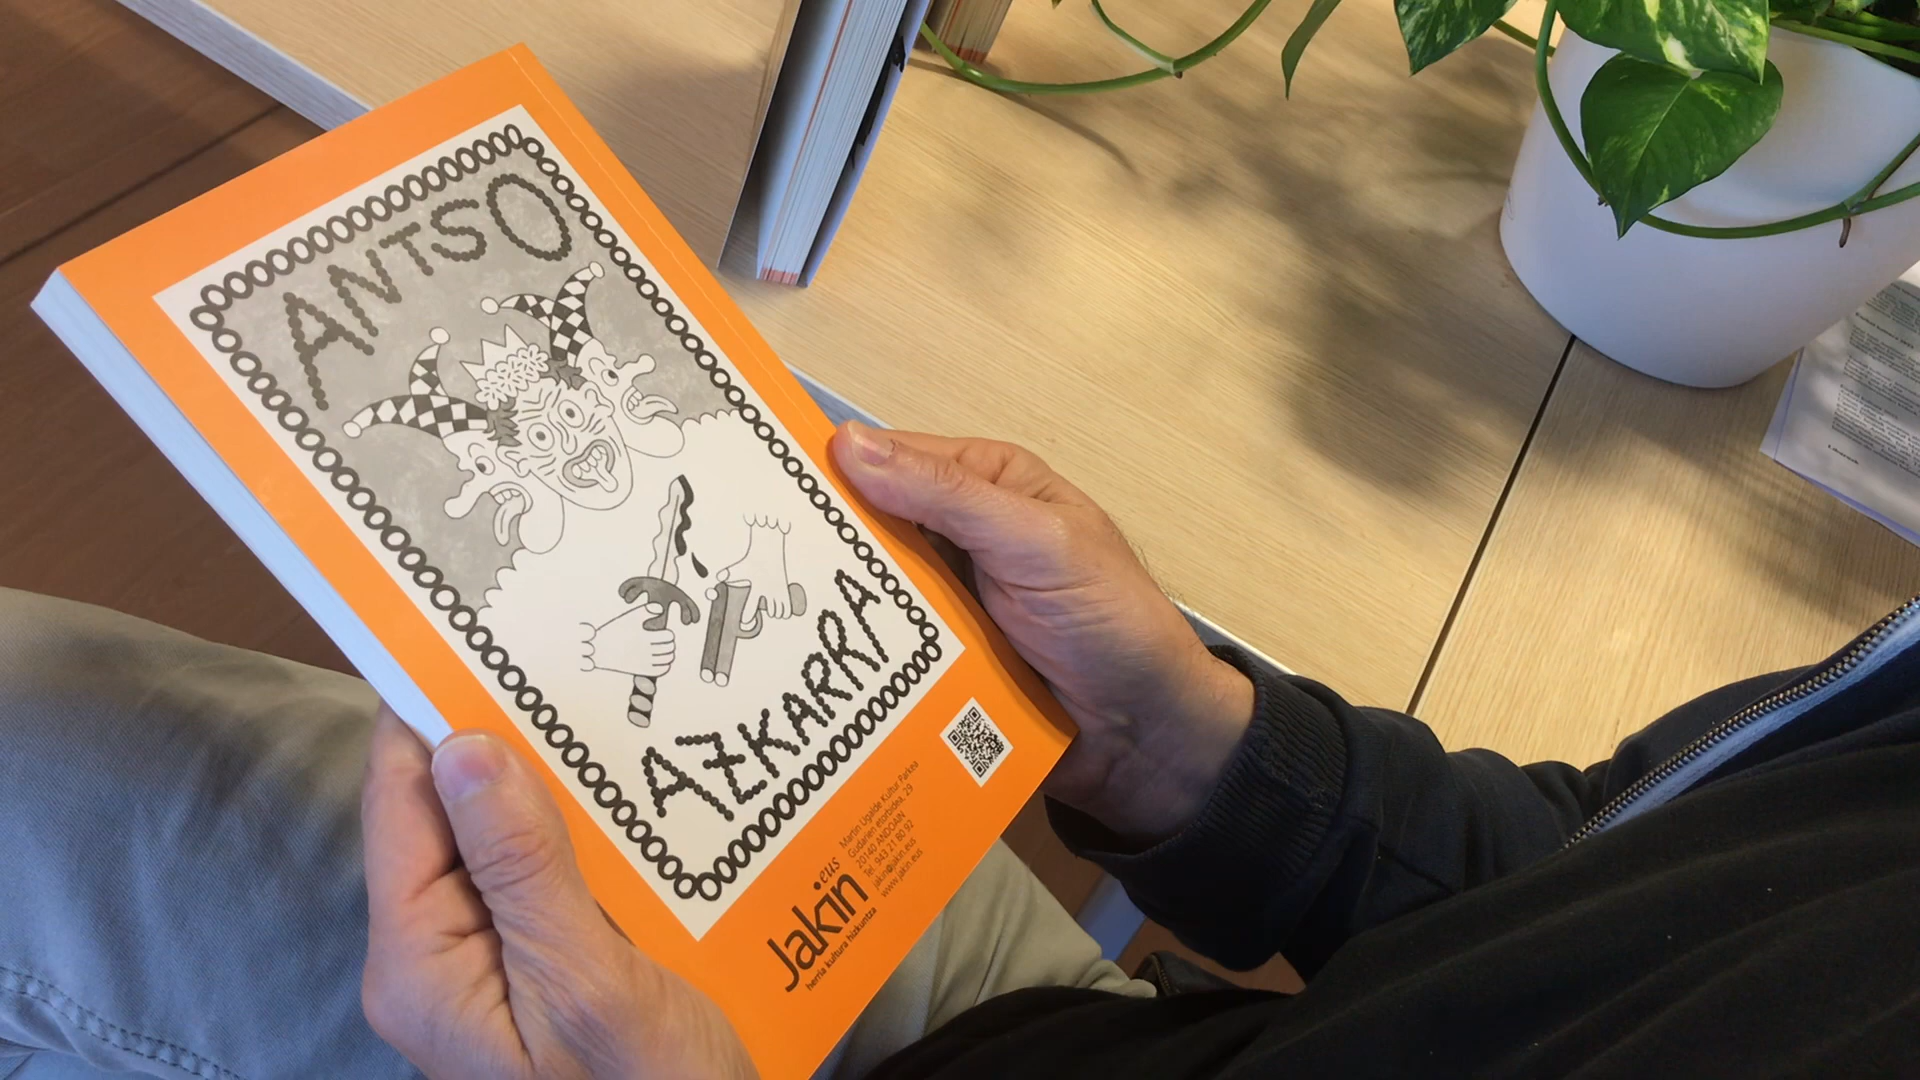 ANTSO
AZKARRA
Jakin.eus
herria kultura hizkuntza
Martin Ugalde Kultur Parkea
Gudarien etorbidea, 29
20140 ANDOAIN
Tel. 943 21 80 92
jakin@jakin.eus
www.jakin.eus